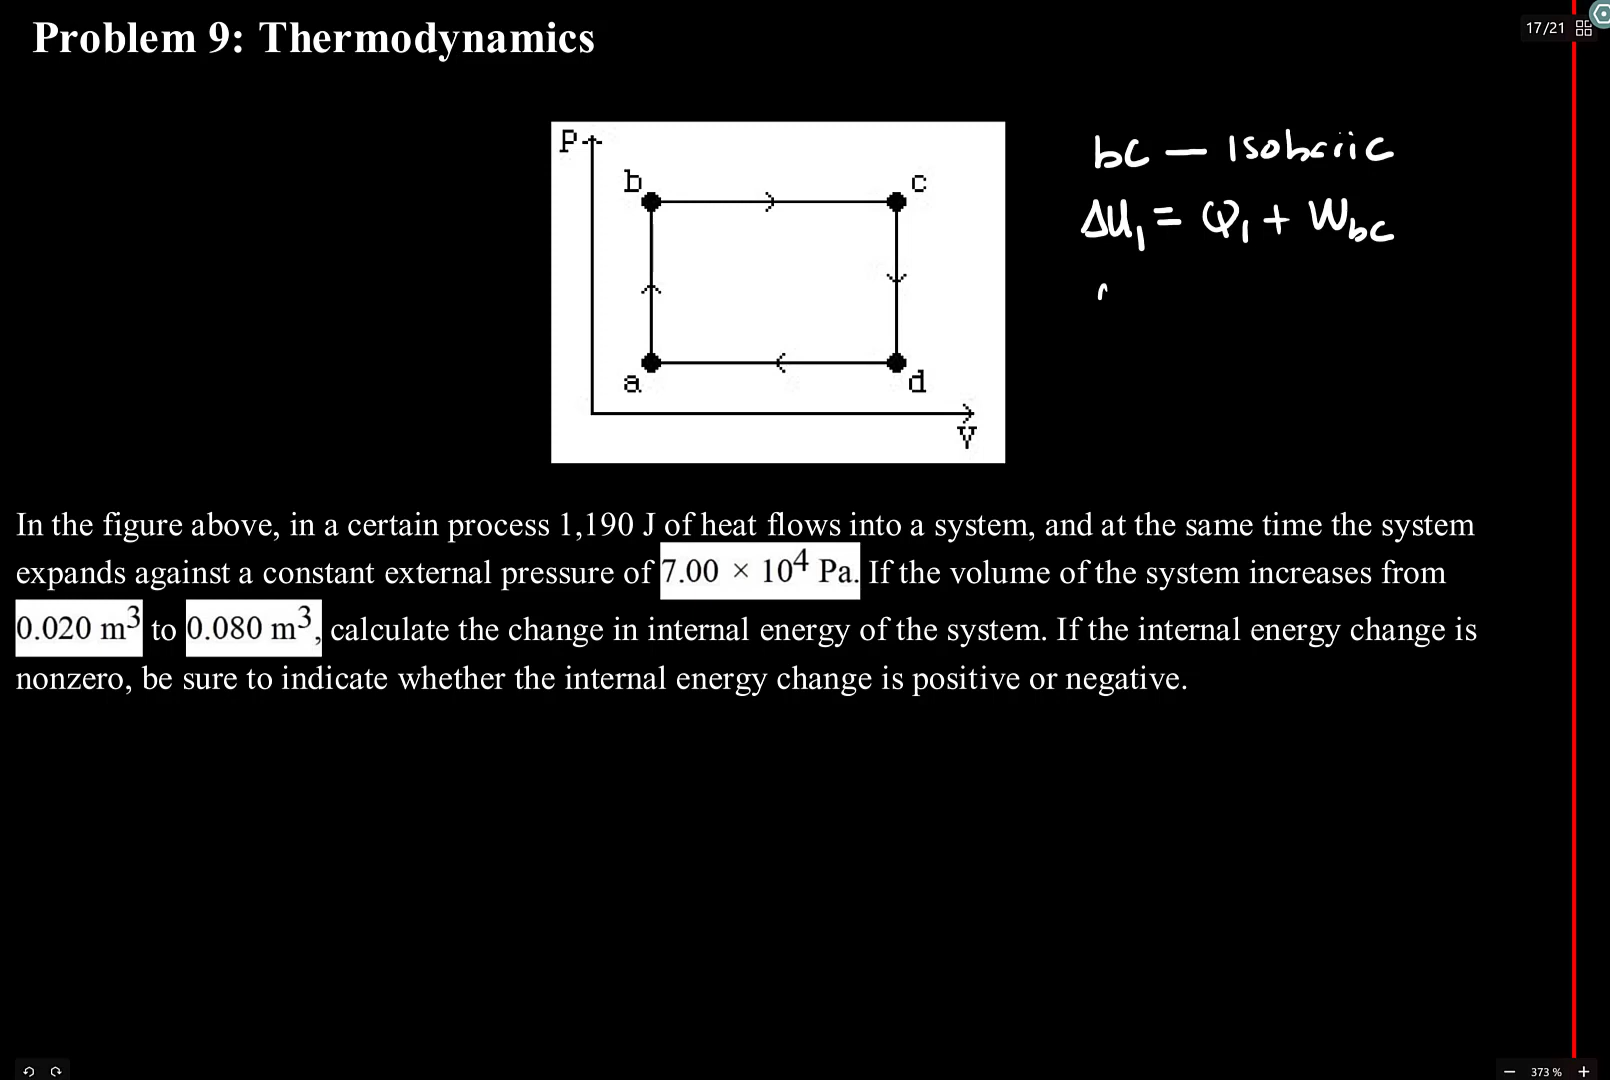 Problem 9: Thermodynamics
17/21
P
b
c
a
d
V
bc — Isobaric
ΔU₁ = Q₁ + Wbc
In the figure above, in a certain process 1,190 J of heat flows into a system, and at the same time the system
expands against a constant external pressure of 7.00 × 10⁴ Pa. If the volume of the system increases from
0.020 m³ to 0.080 m³, calculate the change in internal energy of the system. If the internal energy change is
nonzero, be sure to indicate whether the internal energy change is positive or negative.
373 %